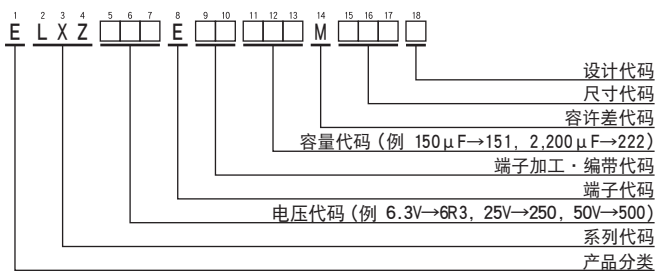 1 2 3 4 5 6 7 8 9 10 11 12 13 14 15 16 17 18
E L X Z □□□ E □□ □□□ M □□□ □
设计代码
尺寸代码
容许差代码
容量代码（例 150μF→151, 2,200μF→222）
端子加工・编带代码
端子代码
电压代码（例 6.3V→6R3, 25V→250, 50V→500）
系列代码
产品分类